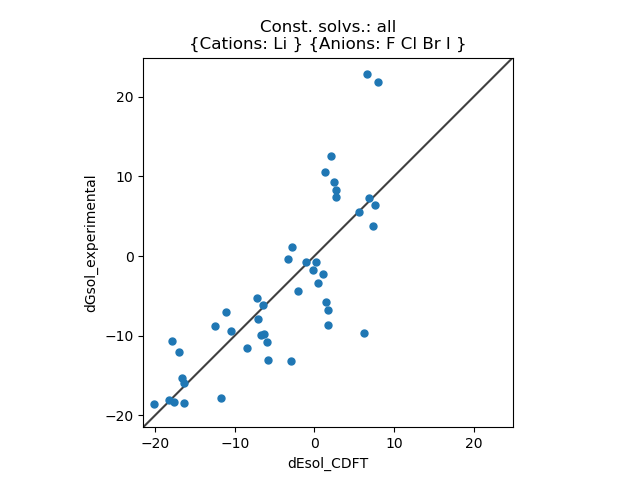 Const. solvs.: all
{Cations: Li } {Anions: F Cl Br I }
dGsol_experimental
20
10
0
−10
−20
−20
−10
0
10
20
dEsol_CDFT